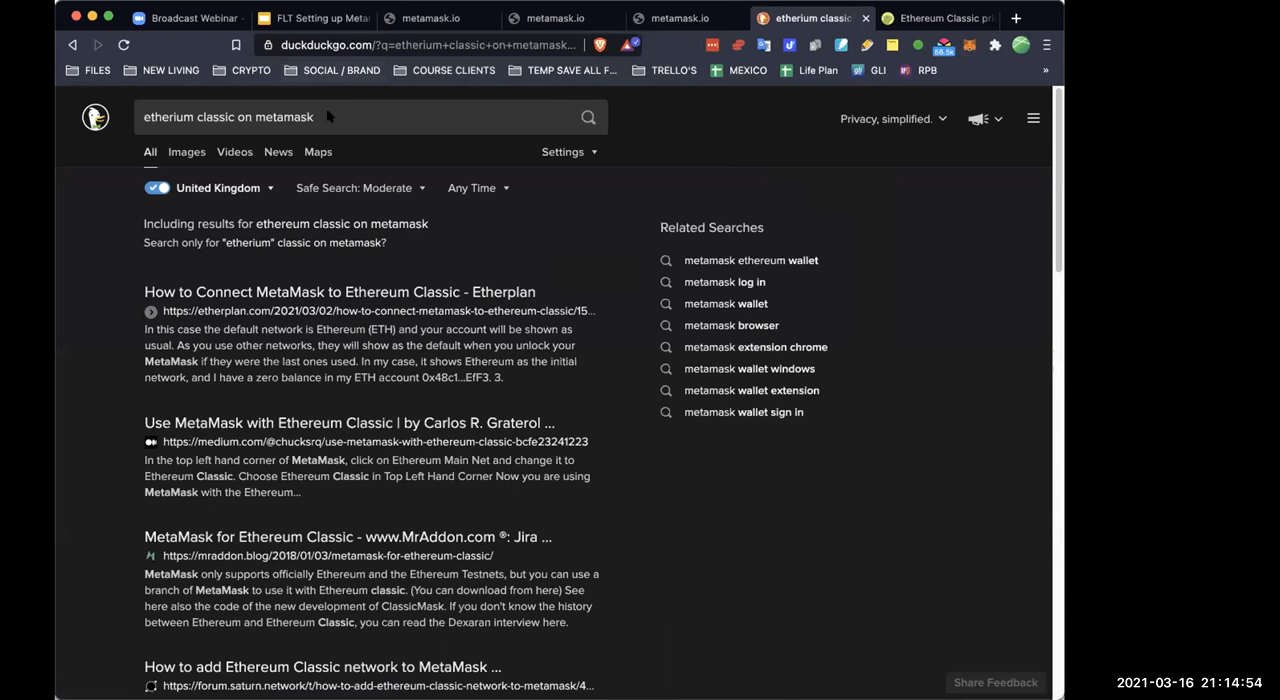 Broadcast Webinar
FLT Setting up Meta
metamask.io
metamask.io
metamask.io
etherium classic
Ethereum Classic pri
duckduckgo.com/?q=etherium+classic+on+metamask...
56.5k
FILES
NEW LIVING
CRYPTO
SOCIAL / BRAND
COURSE CLIENTS
TEMP SAVE ALL F...
TRELLO'S
MEXICO
Life Plan
GLI
RPB
»
etherium classic on metamask
Privacy, simplified.
All
Images
Videos
News
Maps
Settings
United Kingdom
Safe Search: Moderate
Any Time
Including results for ethereum classic on metamask
Search only for "etherium" classic on metamask?
Related Searches
metamask ethereum wallet
metamask log in
metamask wallet
metamask browser
metamask extension chrome
metamask wallet windows
metamask wallet extension
metamask wallet sign in
How to Connect MetaMask to Ethereum Classic - Etherplan
https://etherplan.com/2021/03/02/how-to-connect-metamask-to-ethereum-classic/15...
In this case the default network is Ethereum (ETH) and your account will be shown as
usual. As you use other networks, they will show as the default when you unlock your
MetaMask if they were the last ones used. In my case, it shows Ethereum as the initial
network, and I have a zero balance in my ETH account 0x48c1...EfF3. 3.
Use MetaMask with Ethereum Classic | by Carlos R. Graterol ...
https://medium.com/@chucksrq/use-metamask-with-ethereum-classic-bcfe23241223
In the top left hand corner of MetaMask, click on Ethereum Main Net and change it to
Ethereum Classic. Choose Ethereum Classic in Top Left Hand Corner Now you are using
MetaMask with the Ethereum...
MetaMask for Ethereum Classic - www.MrAddon.com ®: Jira ...
https://mraddon.blog/2018/01/03/metamask-for-ethereum-classic/
MetaMask only supports officially Ethereum and the Ethereum Testnets, but you can use a
branch of MetaMask to use it with Ethereum classic. (You can download from here) See
here also the code of the new development of ClassicMask. If you don't know the history
between Ethereum and Ethereum Classic, you can read the Dexaran interview here.
How to add Ethereum Classic network to MetaMask ...
https://forum.saturn.network/t/how-to-add-ethereum-classic-network-to-metamask/4...
Share Feedback
2021-03-16 21:14:54